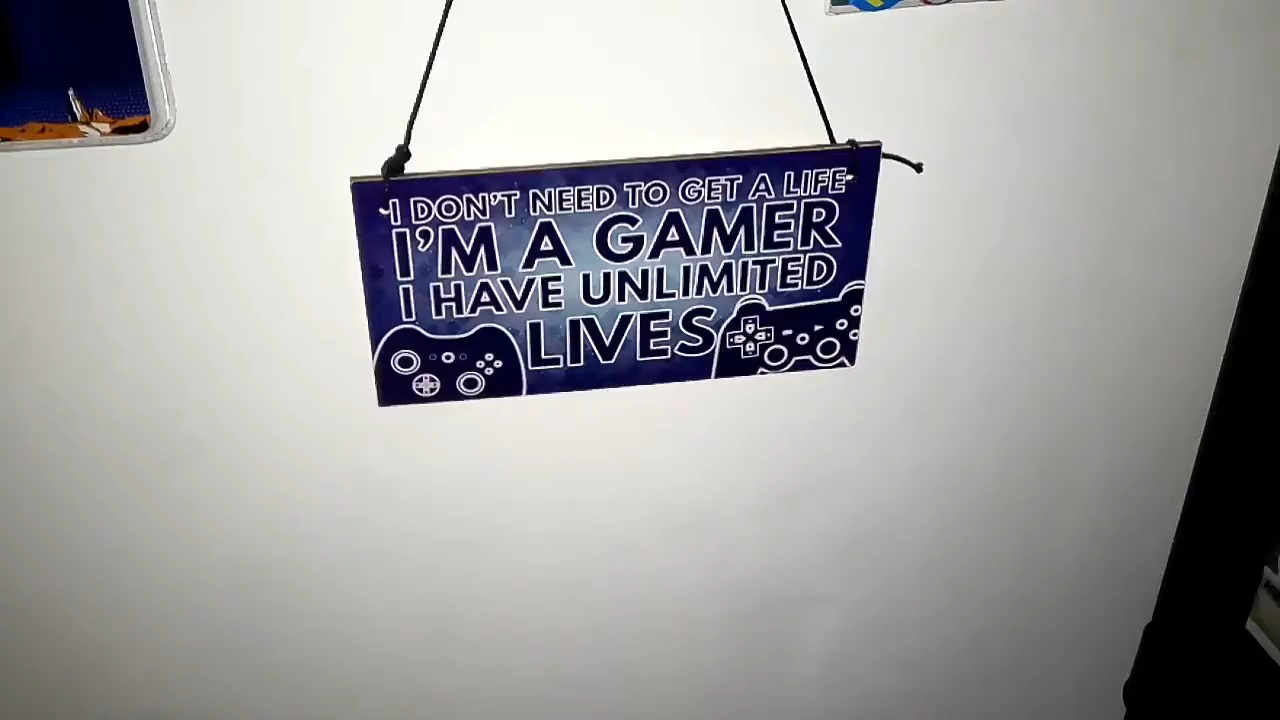 I DON'T NEED TO GET A LIFE
I'M A GAMER
I HAVE UNLIMITED
LIVES